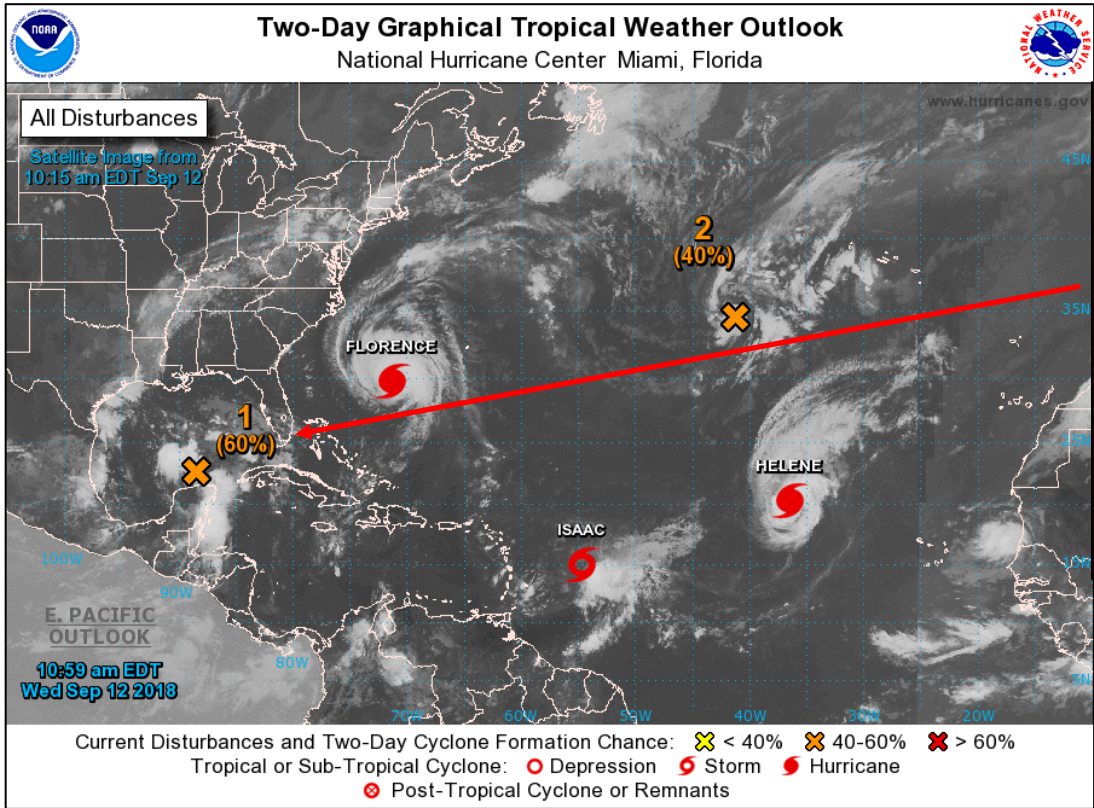 Two-Day Graphical Tropical Weather Outlook
National Hurricane Center Miami, Florida
NOAA
All Disturbances
www.hurricanes.gov
Satellite Image from
10:15 am EDT Sep 12
45N
2
(40%)
35N
FLORENCE
1
(60%)
25N
HELENE
ISAAC
100W
15N
90W
E. PACIFIC
OUTLOOK
80W
10:59 am EDT
Wed Sep 12 2018
5N
70W 60W 50W 40W 30W 20W
Current Disturbances and Two-Day Cyclone Formation Chance: < 40% 40-60% > 60%
Tropical or Sub-Tropical Cyclone: Depression Storm Hurricane
Post-Tropical Cyclone or Remnants